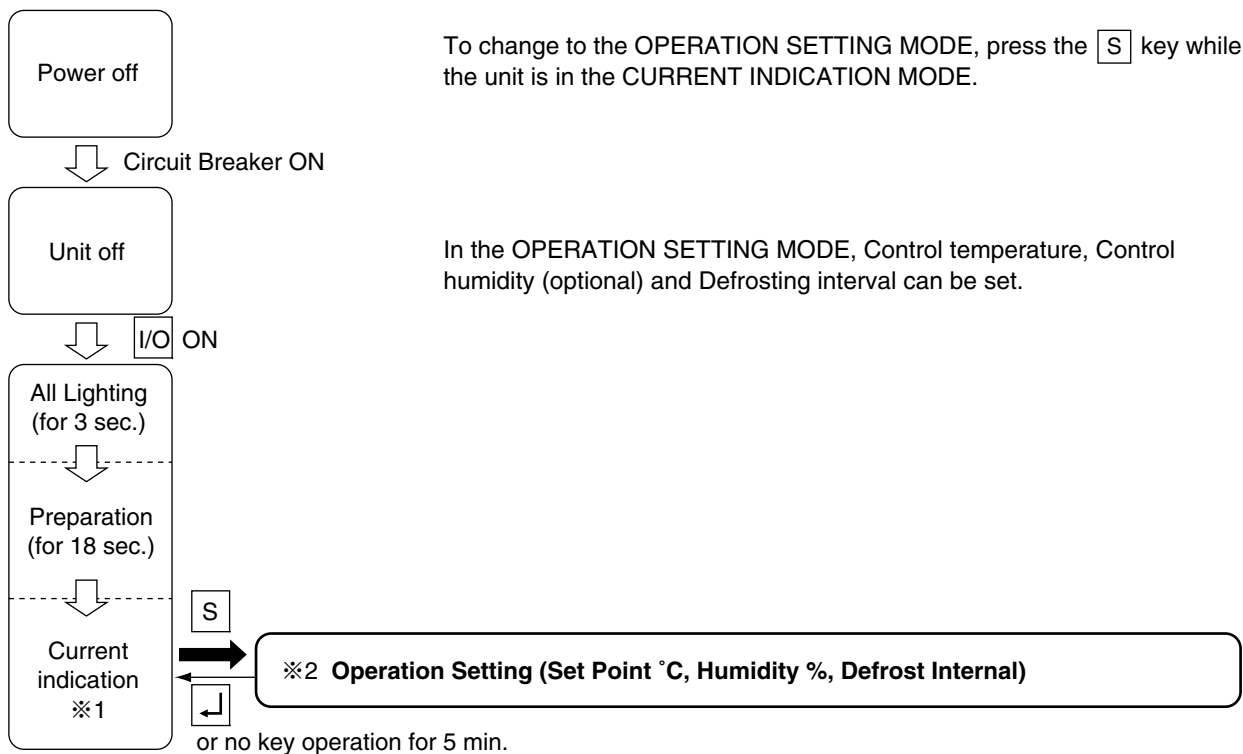 Power off
To change to the OPERATION SETTING MODE, press the S key while
the unit is in the CURRENT INDICATION MODE.
Circuit Breaker ON
Unit off
In the OPERATION SETTING MODE, Control temperature, Control
humidity (optional) and Defrosting interval can be set.
I/O ON
All Lighting
(for 3 sec.)
Preparation
(for 18 sec.)
S
Current
indication
※1
※2 Operation Setting (Set Point ˚C, Humidity %, Defrost Internal)
↵
or no key operation for 5 min.